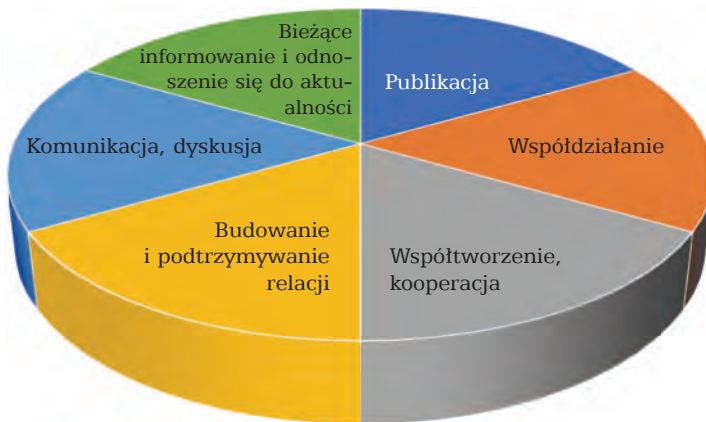 Bieżące
informowanie i odno-
szenie się do aktu-
alności
Publikacja
Komunikacja, dyskusja
Współdziałanie
Budowanie
i podtrzymywanie
relacji
Współtworzenie,
kooperacja